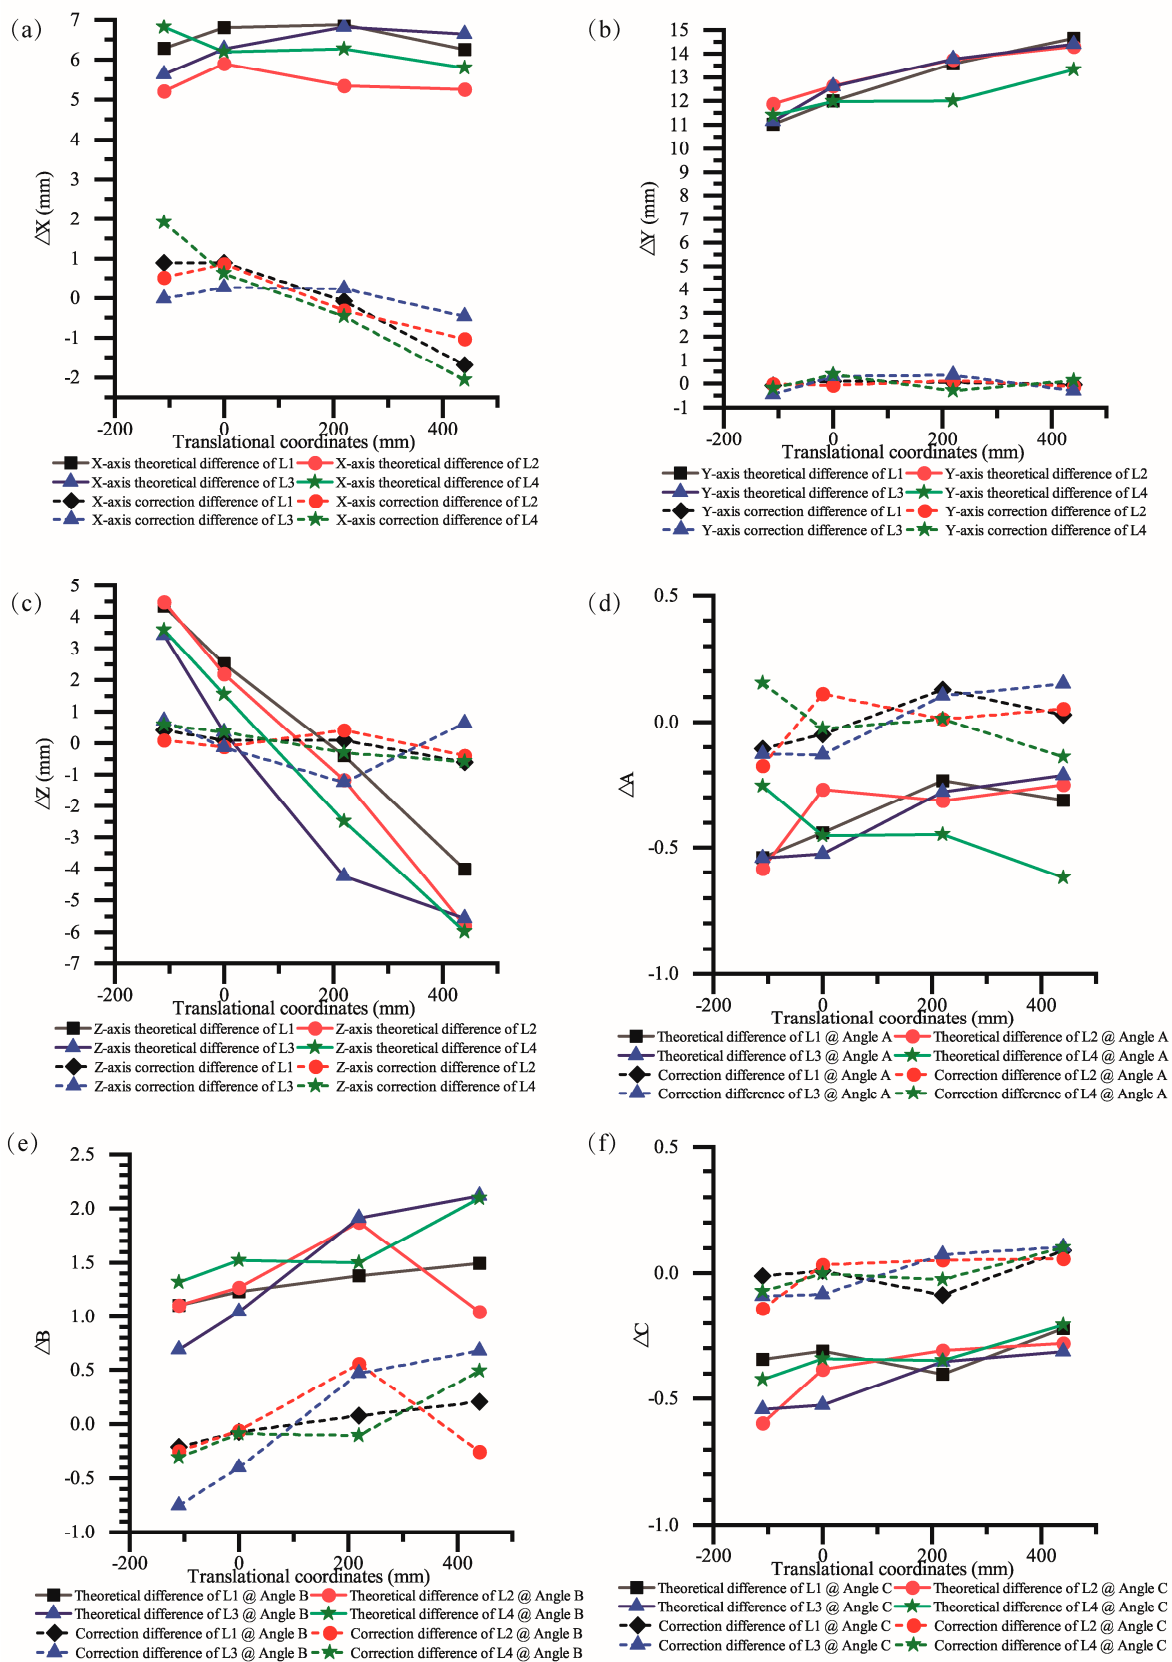 (a)
7
6
5
4
3
2
1
0
-1
-2
△X (mm)
-200 0 200 400
Translational coordinates (mm)
X-axis theoretical difference of L1 X-axis theoretical difference of L2
X-axis theoretical difference of L3 X-axis theoretical difference of L4
X-axis correction difference of L1 X-axis correction difference of L2
X-axis correction difference of L3 X-axis correction difference of L4
(b)
15
14
13
12
11
10
9
8
7
6
5
4
3
2
1
0
-1
△Y (mm)
-200 0 200 400
Translational coordinates (mm)
Y-axis theoretical difference of L1 Y-axis theoretical difference of L2
Y-axis theoretical difference of L3 Y-axis theoretical difference of L4
Y-axis correction difference of L1 Y-axis correction difference of L2
Y-axis correction difference of L3 Y-axis correction difference of L4
(c)
5
4
3
2
1
0
-1
-2
-3
-4
-5
-6
-7
△Z (mm)
-200 0 200 400
Translational coordinates (mm)
Z-axis theoretical difference of L1 Z-axis theoretical difference of L2
Z-axis theoretical difference of L3 Z-axis theoretical difference of L4
Z-axis correction difference of L1 Z-axis correction difference of L2
Z-axis correction difference of L3 Z-axis correction difference of L4
(d)
0.5
0.0
-0.5
-1.0
△A
-200 0 200 400
Translational coordinates (mm)
Theoretical difference of L1 @ Angle A Theoretical difference of L2 @ Angle A
Theoretical difference of L3 @ Angle A Theoretical difference of L4 @ Angle A
Correction difference of L1 @ Angle A Correction difference of L2 @ Angle A
Correction difference of L3 @ Angle A Correction difference of L4 @ Angle A
(e)
2.5
2.0
1.5
1.0
0.5
0.0
-0.5
-1.0
△B
-200 0 200 400
Translational coordinates (mm)
Theoretical difference of L1 @ Angle B Theoretical difference of L2 @ Angle B
Theoretical difference of L3 @ Angle B Theoretical difference of L4 @ Angle B
Correction difference of L1 @ Angle B Correction difference of L2 @ Angle B
Correction difference of L3 @ Angle B Correction difference of L4 @ Angle B
(f)
0.5
0.0
-0.5
-1.0
△C
-200 0 200 400
Translational coordinates (mm)
Theoretical difference of L1 @ Angle C Theoretical difference of L2 @ Angle C
Theoretical difference of L3 @ Angle C Theoretical difference of L4 @ Angle C
Correction difference of L1 @ Angle C Correction difference of L2 @ Angle C
Correction difference of L3 @ Angle C Correction difference of L4 @ Angle C